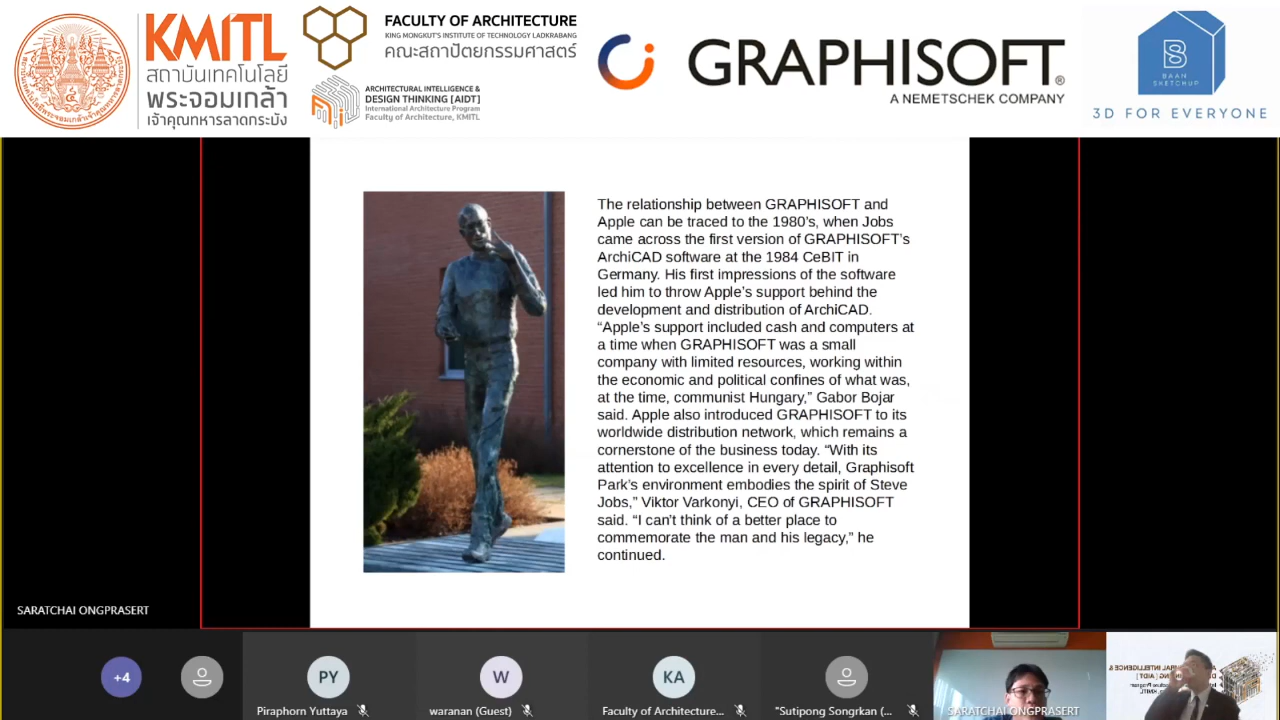 KMITL
สถาบันเทคโนโลยี
พระจอมเกล้า
เจ้าคุณทหารลาดกระบัง
FACULTY OF ARCHITECTURE
KING MONGKUT'S INSTITUTE OF TECHNOLOGY LADKRABANG
คณะสถาปัตยกรรมศาสตร์
ARCHITECTURAL INTELLIGENCE &
DESIGN THINKING [AIDT]
International Architecture Program
Faculty of Architecture, KMITL
GRAPHISOFT®
A NEMETSCHEK COMPANY
B
S
BAAN
SKETCHUP
3D FOR EVERYONE
The relationship between GRAPHISOFT and
Apple can be traced to the 1980's, when Jobs
came across the first version of GRAPHISOFT's
ArchiCAD software at the 1984 CeBIT in
Germany. His first impressions of the software
led him to throw Apple's support behind the
development and distribution of ArchiCAD.
“Apple's support included cash and computers at
a time when GRAPHISOFT was a small
company with limited resources, working within
the economic and political confines of what was,
at the time, communist Hungary,” Gabor Bojar
said. Apple also introduced GRAPHISOFT to its
worldwide distribution network, which remains a
cornerstone of the business today. “With its
attention to excellence in every detail, Graphisoft
Park's environment embodies the spirit of Steve
Jobs,” Viktor Varkonyi, CEO of GRAPHISOFT
said. “I can't think of a better place to
commemorate the man and his legacy,” he
continued.
SARATCHAI ONGPRASERT
+4
PY
Piraphorn Yuttaya
W
waranan (Guest)
KA
Faculty of Architecture...
"Sutipong Songrkan (...
SARATCHAI ONGPRASERT